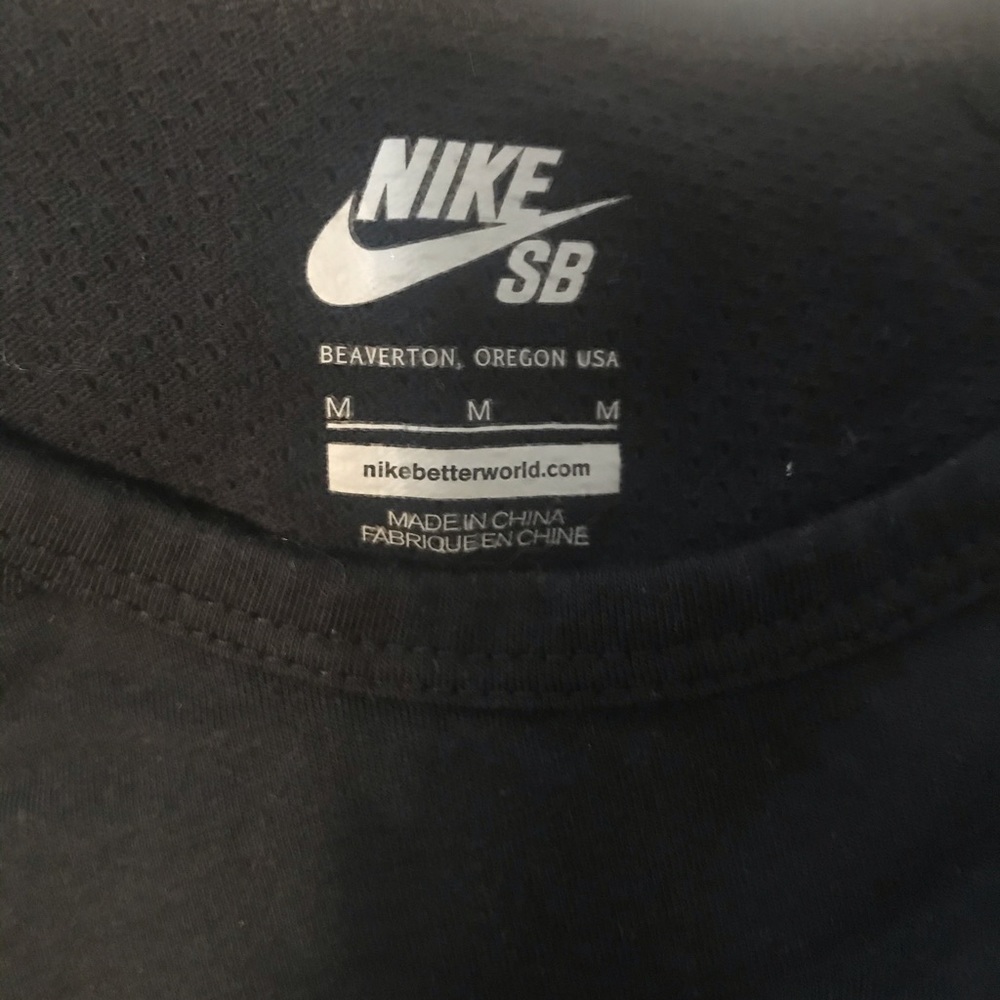 NIKE
SB
BEAVERTON, OREGON USA
M M M
nikebetterworld.com
MADE IN CHINA
FABRIQUE EN CHINE